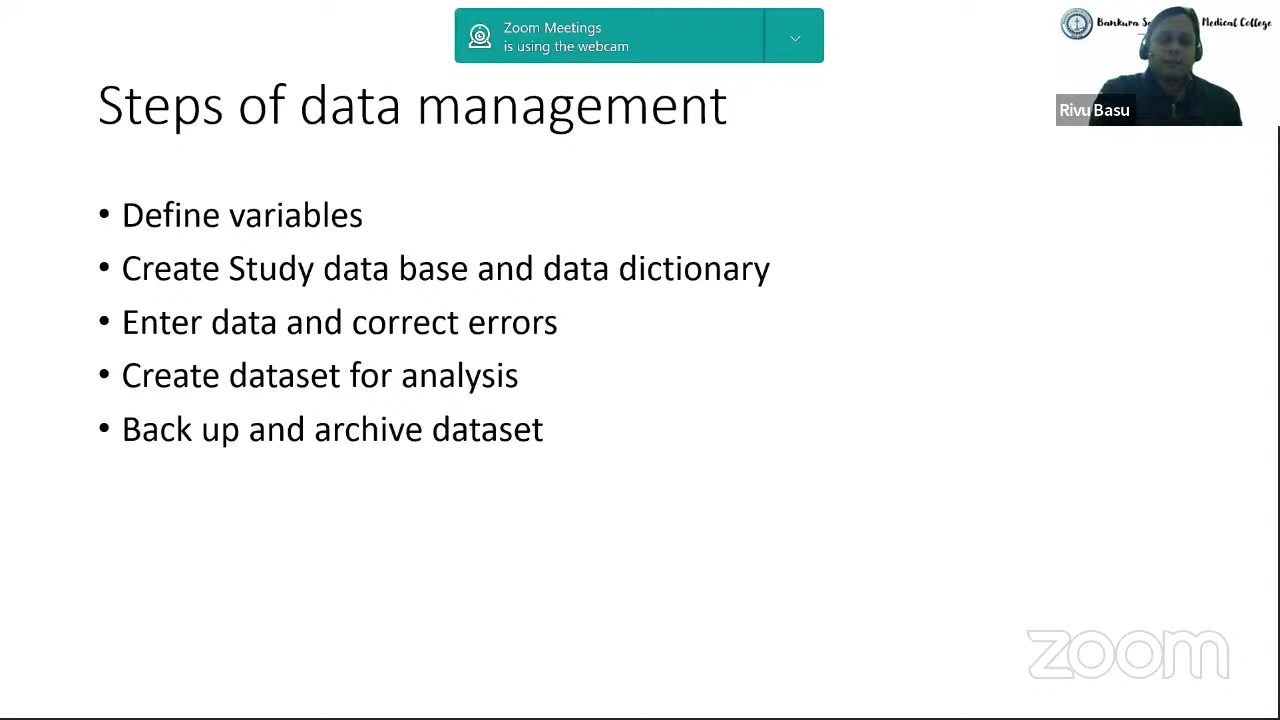 Zoom Meetings
is using the webcam
Bankura Medical College
Rivu Basu
Steps of data management
• Define variables
• Create Study data base and data dictionary
• Enter data and correct errors
• Create dataset for analysis
• Back up and archive dataset
zoom